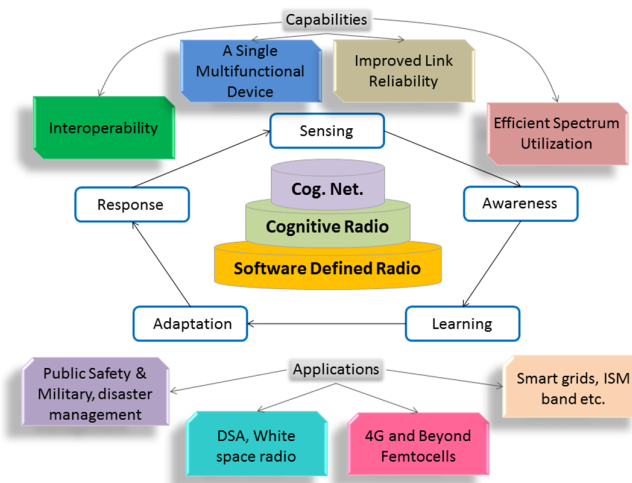 Capabilities
A Single
Multifunctional
Device
Improved Link
Reliability
Interoperability
Efficient Spectrum
Utilization
Sensing
Response
Awareness
Cog. Net.
Cognitive Radio
Software Defined Radio
Adaptation
Learning
Applications
Public Safety &
Military, disaster
management
Smart grids, ISM
band etc.
DSA, White
space radio
4G and Beyond
Femtocells